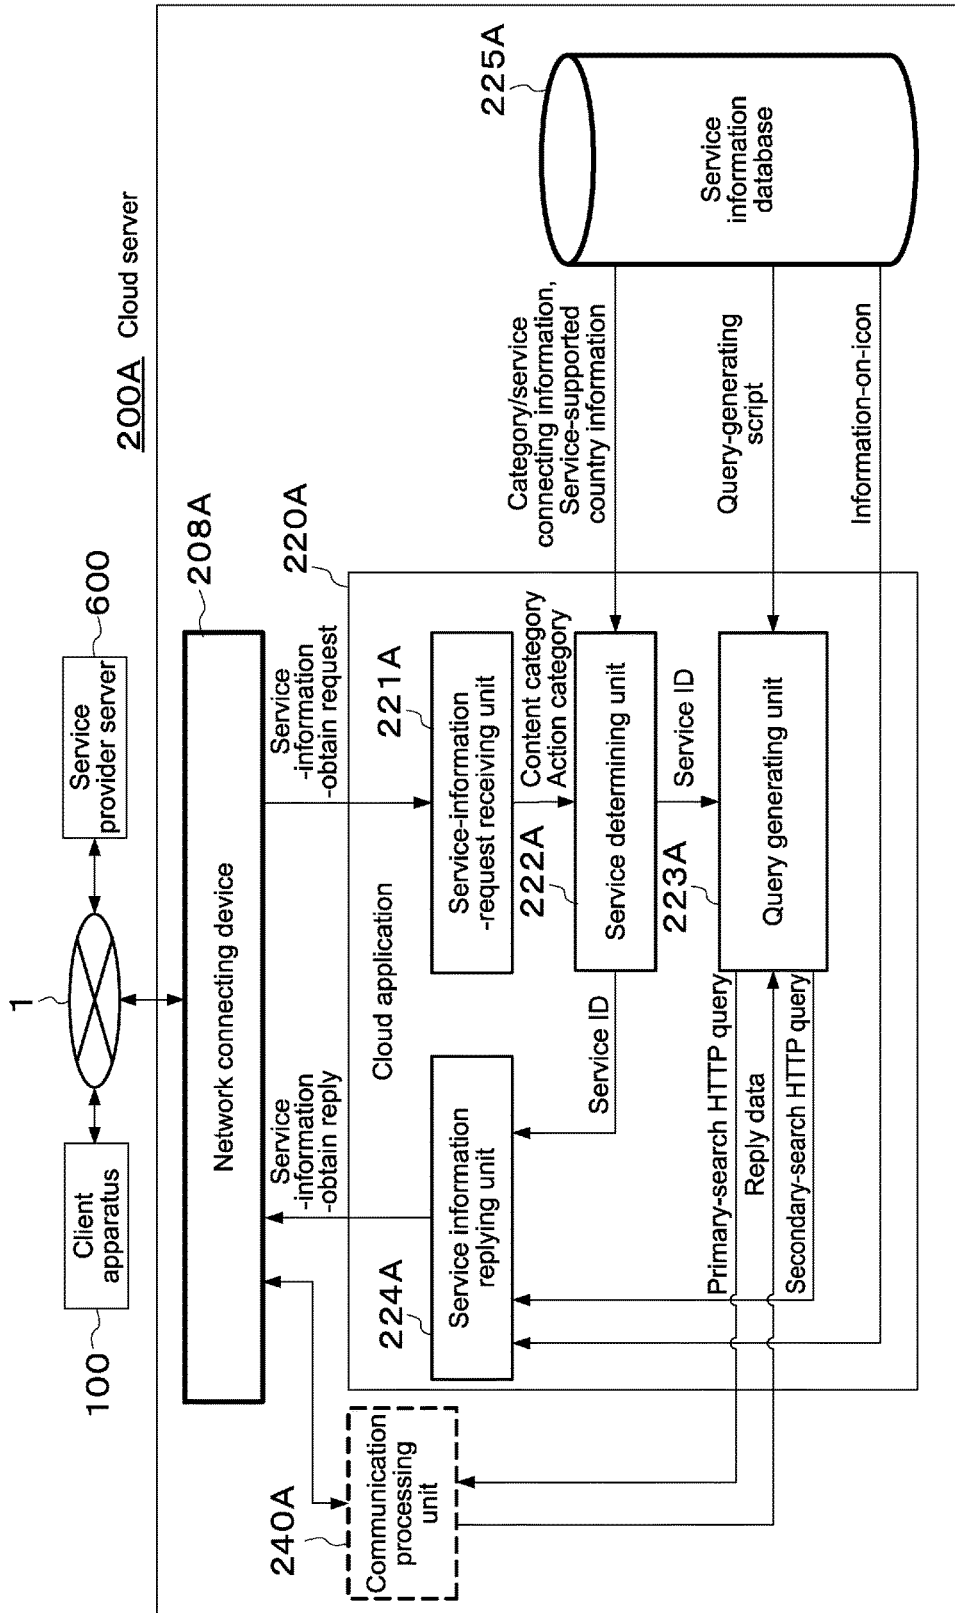 200A Cloud server
100
Client
apparatus
1
Service
provider server
600
Network connecting device
208A
Service
-information
-obtain reply
Service
-information
-obtain request
220A
240A
Communication
processing
unit
Cloud application
224A
Service information
replying unit
221A
Service-information
-request receiving unit
Content category
Action category
Service ID
222A
Service determining unit
Category/service
connecting information,
Service-supported
country information
Service ID
223A
Query generating unit
Primary-search HTTP query
Reply data
Secondary-search HTTP query
Query-generating
script
Information-on-icon
225A
Service
information
database